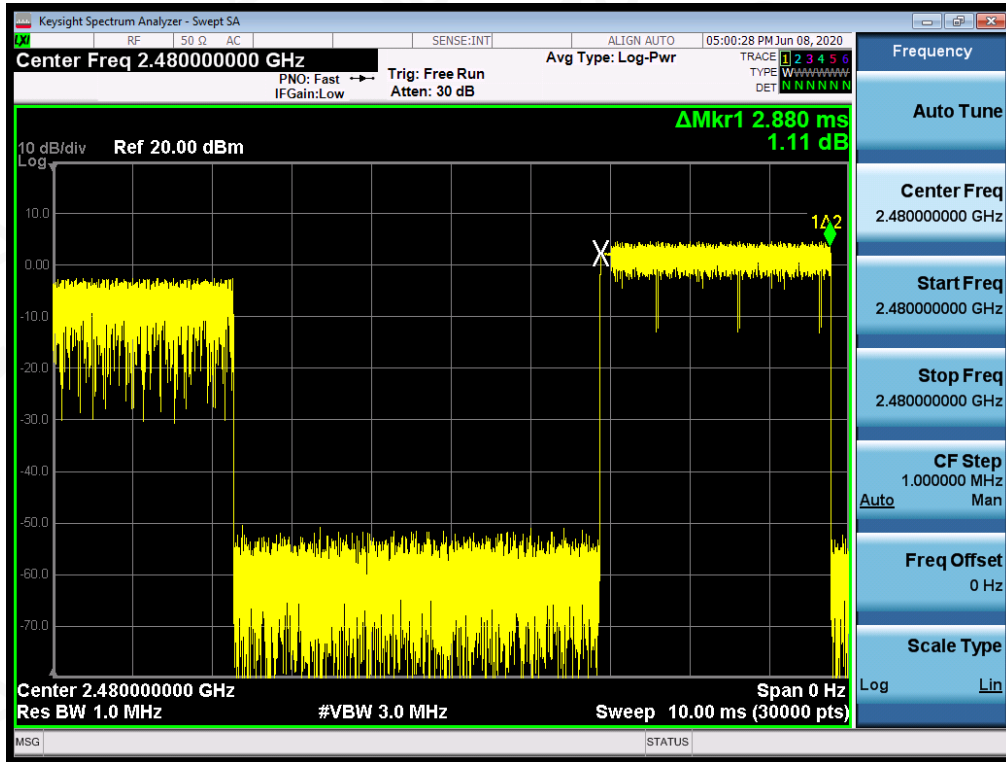 Keysight Spectrum Analyzer - Swept SA
LXI RF 50 Ω AC SENSE:INT ALIGN AUTO 05:00:28 PM Jun 08, 2020
Center Freq 2.480000000 GHz
PNO: Fast
IFGain:Low
Trig: Free Run
Atten: 30 dB
Avg Type: Log-Pwr
TRACE 1 2 3 4 5 6
TYPE WWWWWW
DET N N N N N N
ΔMkr1 2.880 ms
1.11 dB
10 dB/div Ref 20.00 dBm
Log
10.0
0.00
-10.0
-20.0
-30.0
-40.0
-50.0
-60.0
-70.0
1Δ2
X
Center 2.480000000 GHz Span 0 Hz
Res BW 1.0 MHz #VBW 3.0 MHz Sweep 10.00 ms (30000 pts)
MSG STATUS
Frequency
Auto Tune
Center Freq
2.480000000 GHz
Start Freq
2.480000000 GHz
Stop Freq
2.480000000 GHz
CF Step
1.000000 MHz
Auto Man
Freq Offset
0 Hz
Scale Type
Log Lin